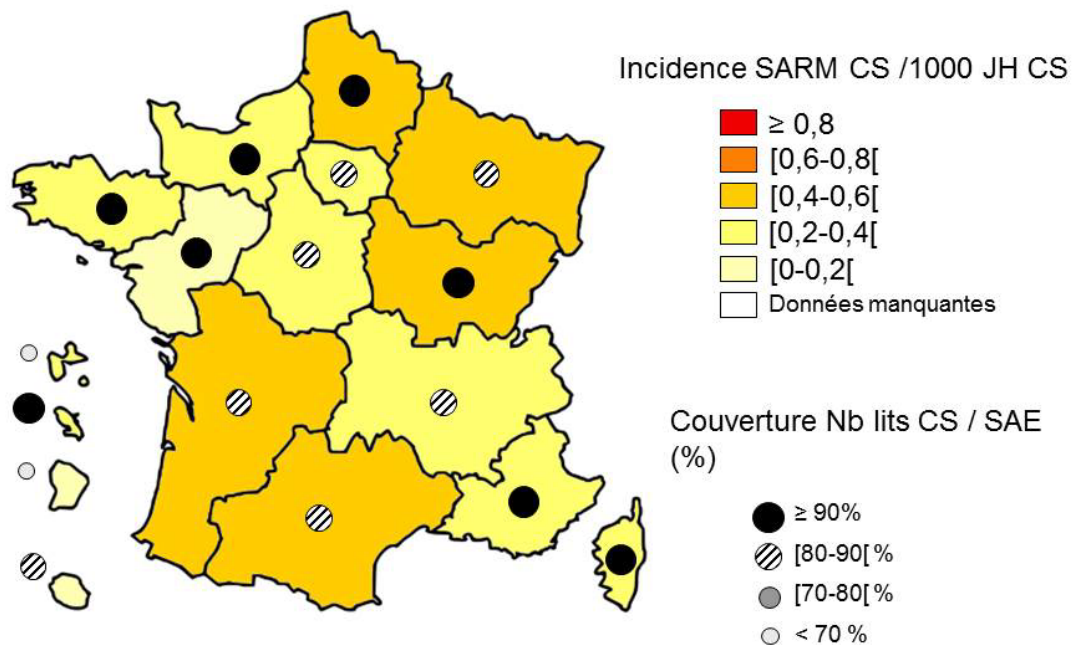 Incidence SARM CS /1000 JH CS
≥ 0,8
[0,6-0,8[
[0,4-0,6[
[0,2-0,4[
[0-0,2[
Données manquantes
Couverture Nb lits CS / SAE
(%)
≥ 90%
[80-90[ %
[70-80[ %
< 70 %